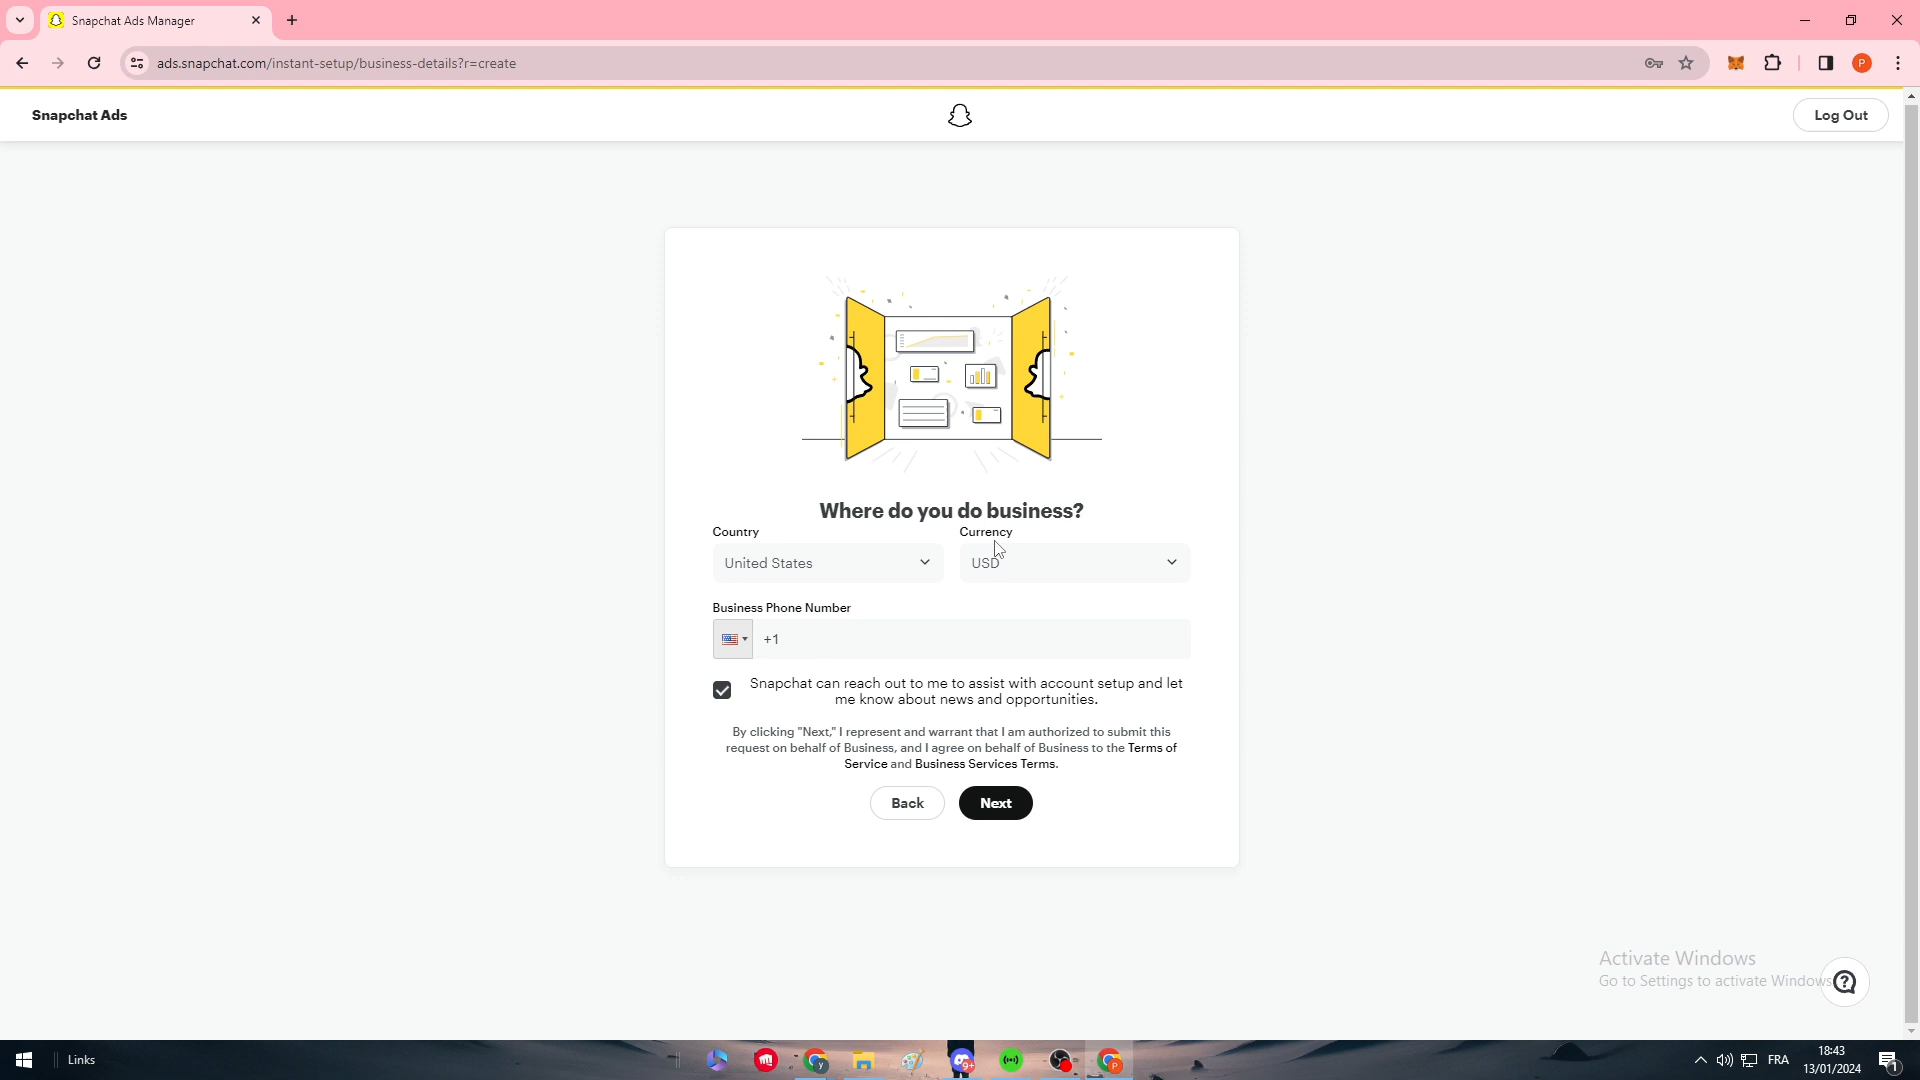 Snapchat Ads Manager
ads.snapchat.com/instant-setup/business-details?r=create
P
Snapchat Ads
Log Out
Where do you do business?
Country
Currency
United States
USD
Business Phone Number
+1
Snapchat can reach out to me to assist with account setup and let
me know about news and opportunities.
By clicking "Next," I represent and warrant that I am authorized to submit this
request on behalf of Business, and I agree on behalf of Business to the Terms of
Service and Business Services Terms.
Back
Next
Activate Windows
Go to Settings to activate Windows
Links
y
9+
P
FRA
18:43
13/01/2024
1